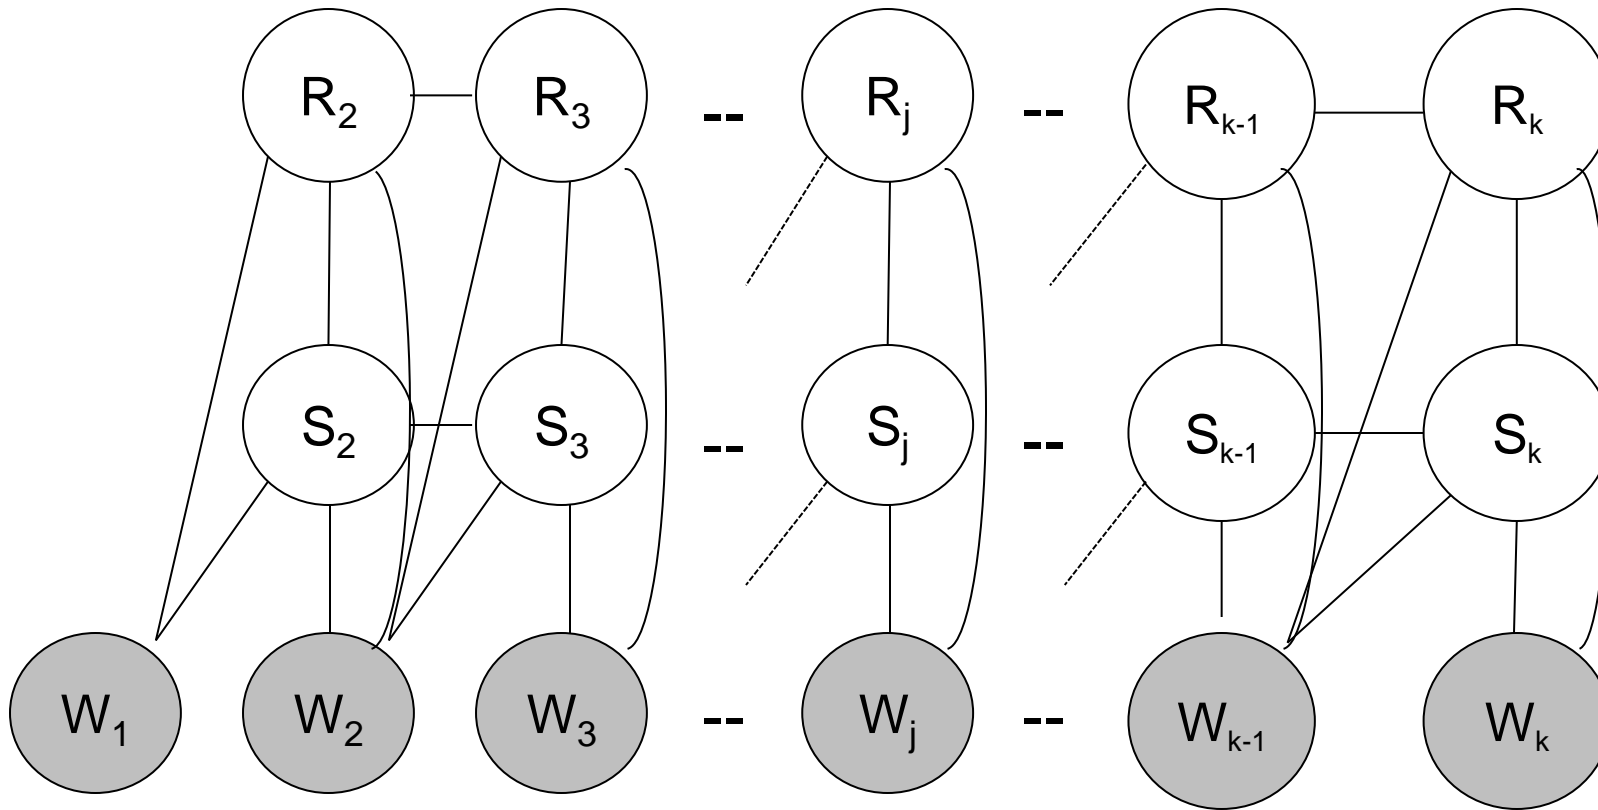 R2 R3 -- Rj -- Rk-1 Rk
S2 S3 -- Sj -- Sk-1 Sk
W1 W2 W3 -- Wj -- Wk-1 Wk